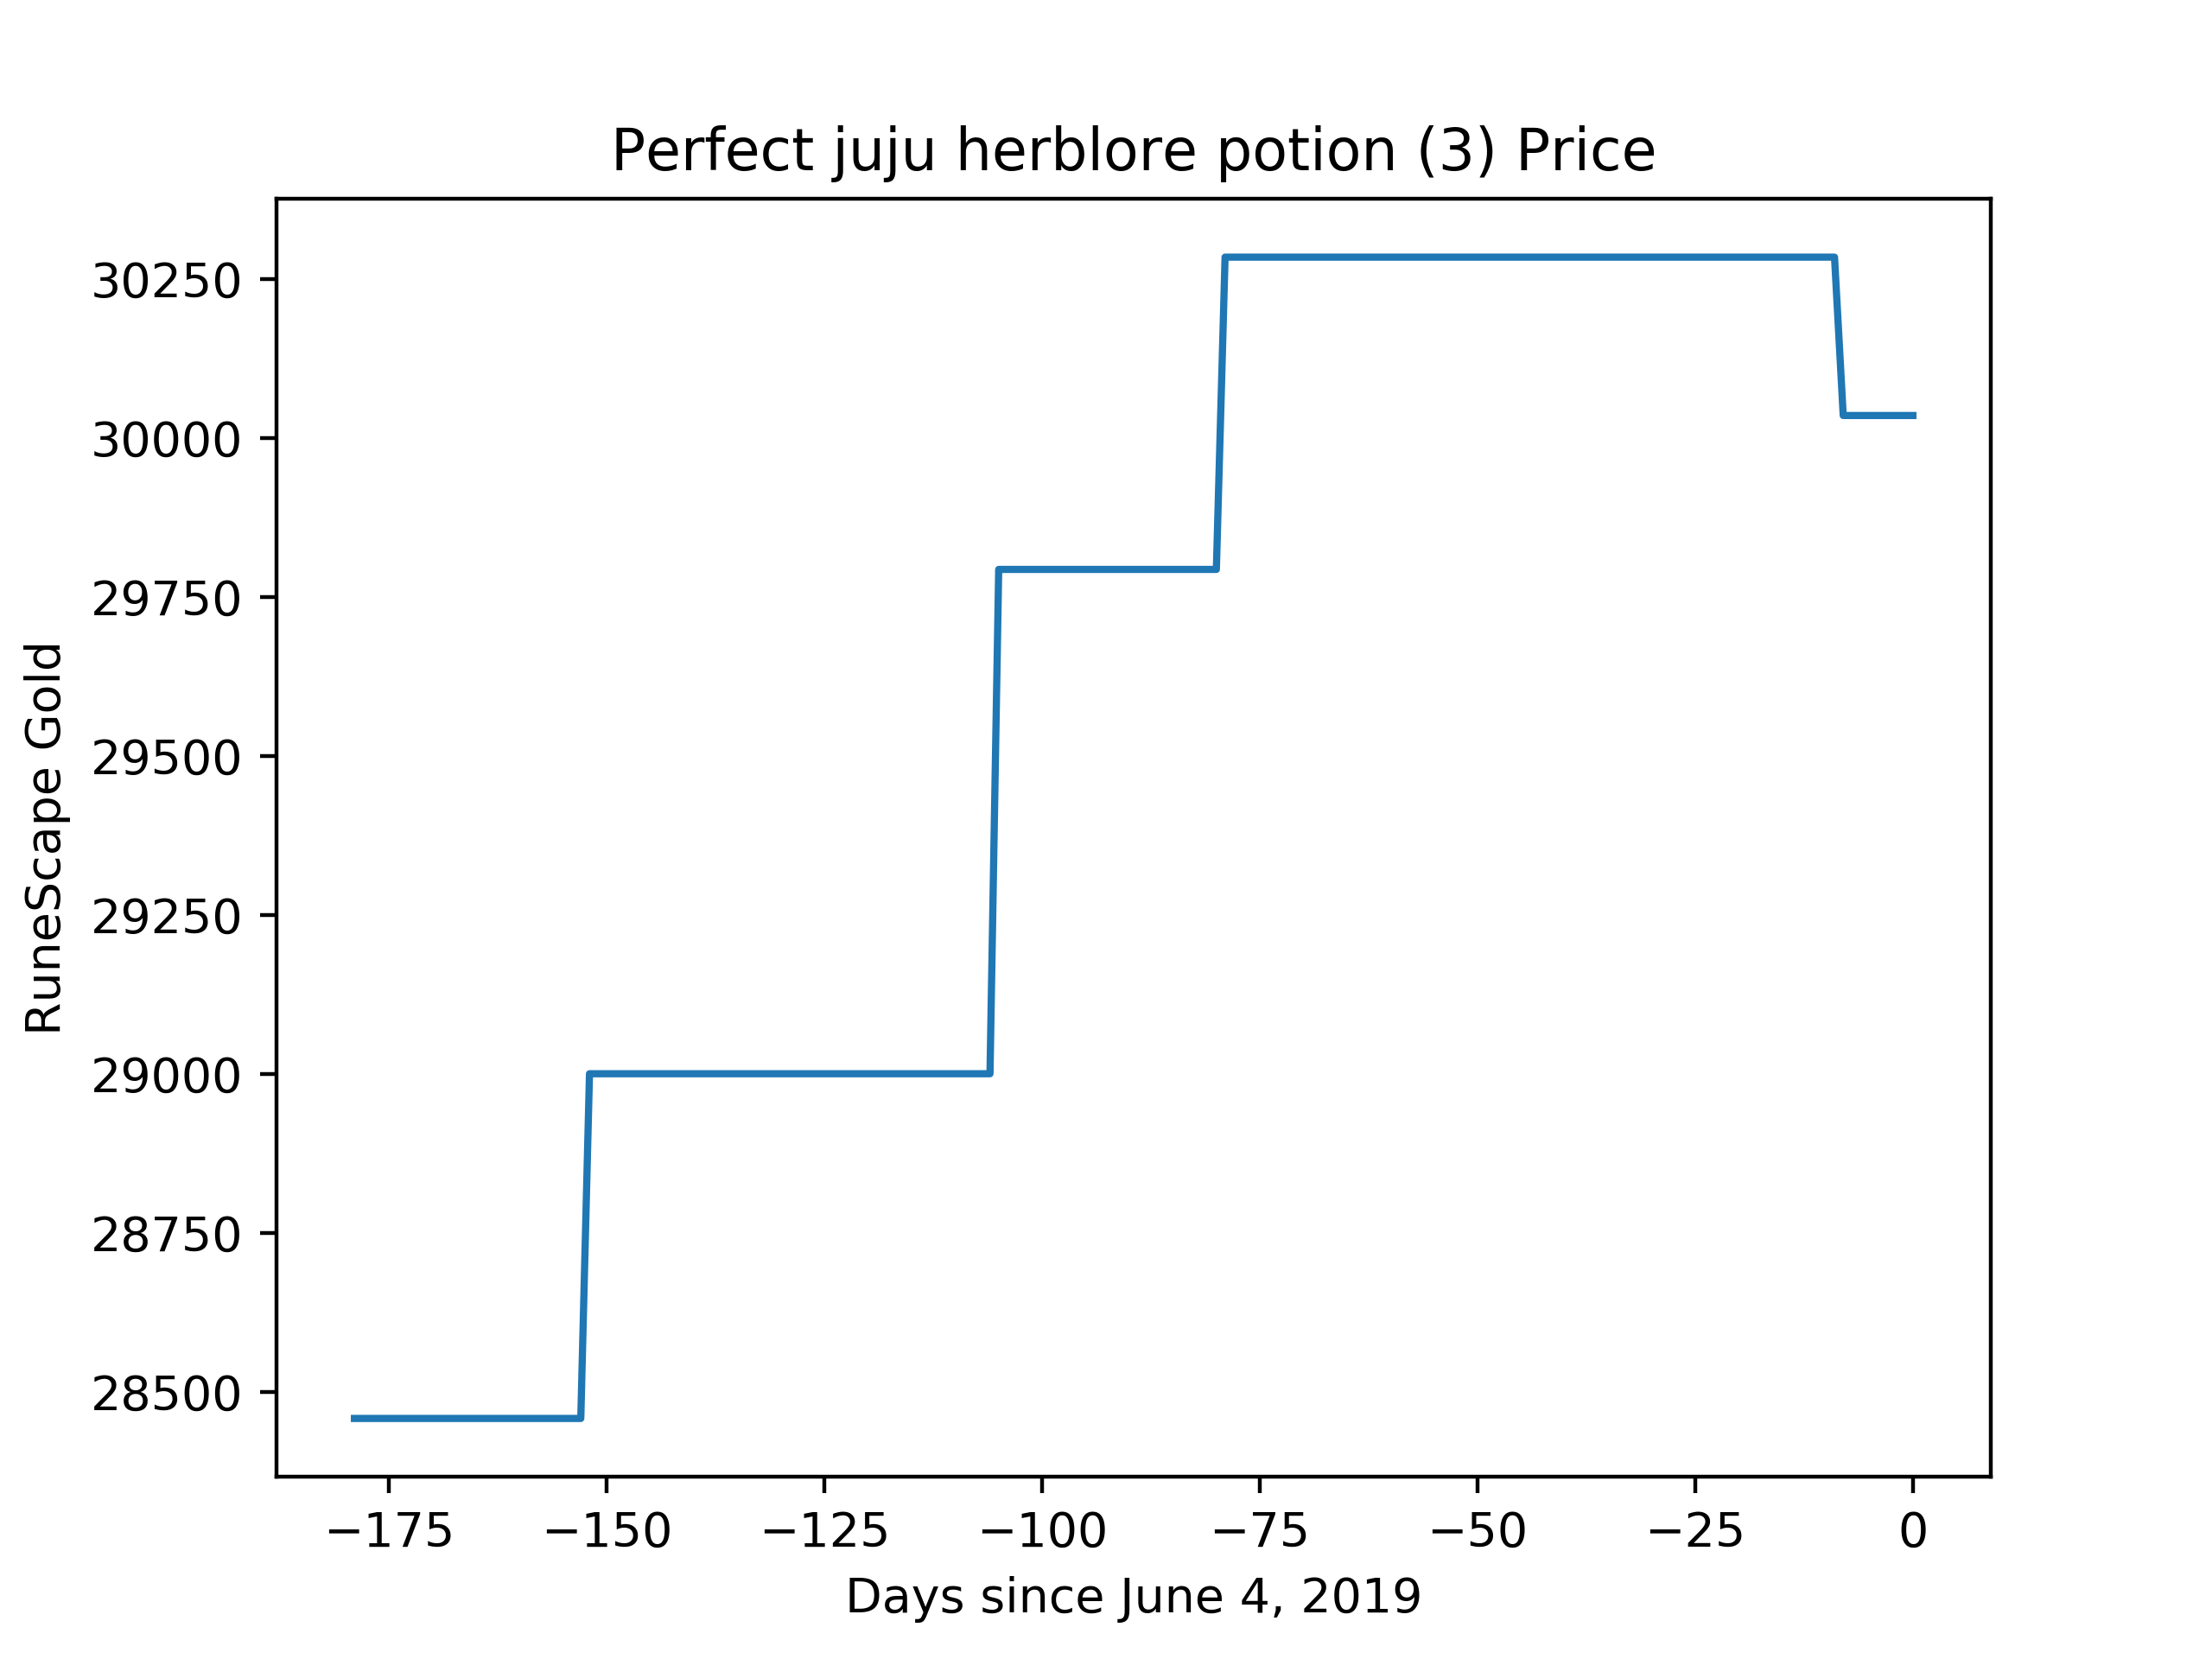 Perfect juju herblore potion (3) Price
RuneScape Gold
30250
30000
29750
29500
29250
29000
28750
28500
−175 −150 −125 −100 −75 −50 −25 0
Days since June 4, 2019